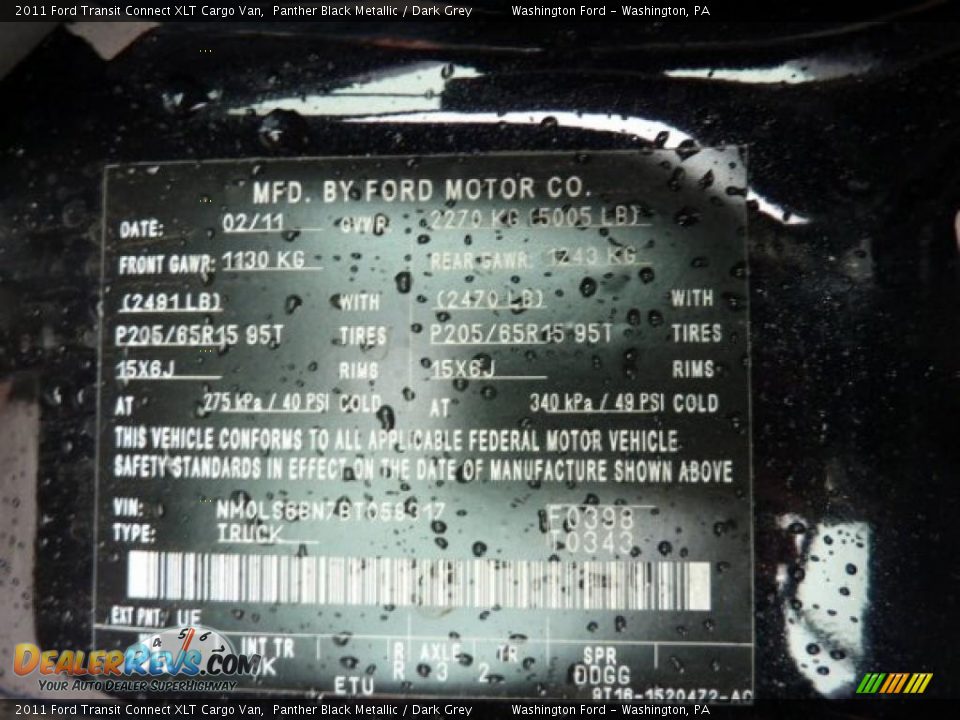 2011 Ford Transit Connect XLT Cargo Van, Panther Black Metallic / Dark Grey Washington Ford - Washington, PA
MFD. BY FORD MOTOR CO.
DATE: 02/11 GVWR 2270 KG (5005 LB)
FRONT GAWR: 1130 KG REAR GAWR: 1243 KG
(2491 LB) WITH (2470 LB) WITH
P205/65R15 95T TIRES P205/65R15 95T TIRES
15X6J RIMS 15X6J RIMS
AT 275 kPa / 40 PSI COLD AT 340 kPa / 49 PSI COLD
THIS VEHICLE CONFORMS TO ALL APPLICABLE FEDERAL MOTOR VEHICLE
SAFETY STANDARDS IN EFFECT ON THE DATE OF MANUFACTURE SHOWN ABOVE
VIN: F0398
TYPE: TRUCK T0343
EXT PNT: UE
INT TR R AXLE TR SPR
R 3 2 DDGG
ETU 9T16-1520472-AC
DEALERREVS.COM
Your Auto Dealer SuperHighway
2011 Ford Transit Connect XLT Cargo Van, Panther Black Metallic / Dark Grey Washington Ford - Washington, PA